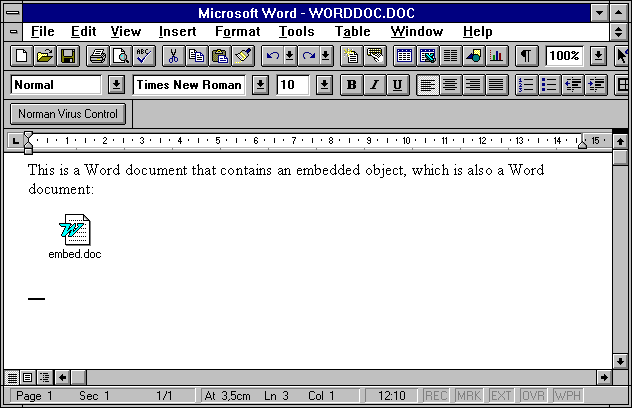 Microsoft Word - WORDDOC.DOC
File Edit View Insert Format Tools Table Window Help
ABC ¶ 100%
Normal Times New Roman 10 B I U
Norman Virus Control
L 1 2 3 4 5 6 7 8 9 10 11 12 13 14 15
This is a Word document that contains an embedded object, which is also a Word
document:
W
embed.doc
Page 1 Sec 1 1/1 At 3,5cm Ln 3 Col 1 12:10 REC MRK EXT OVR WPH